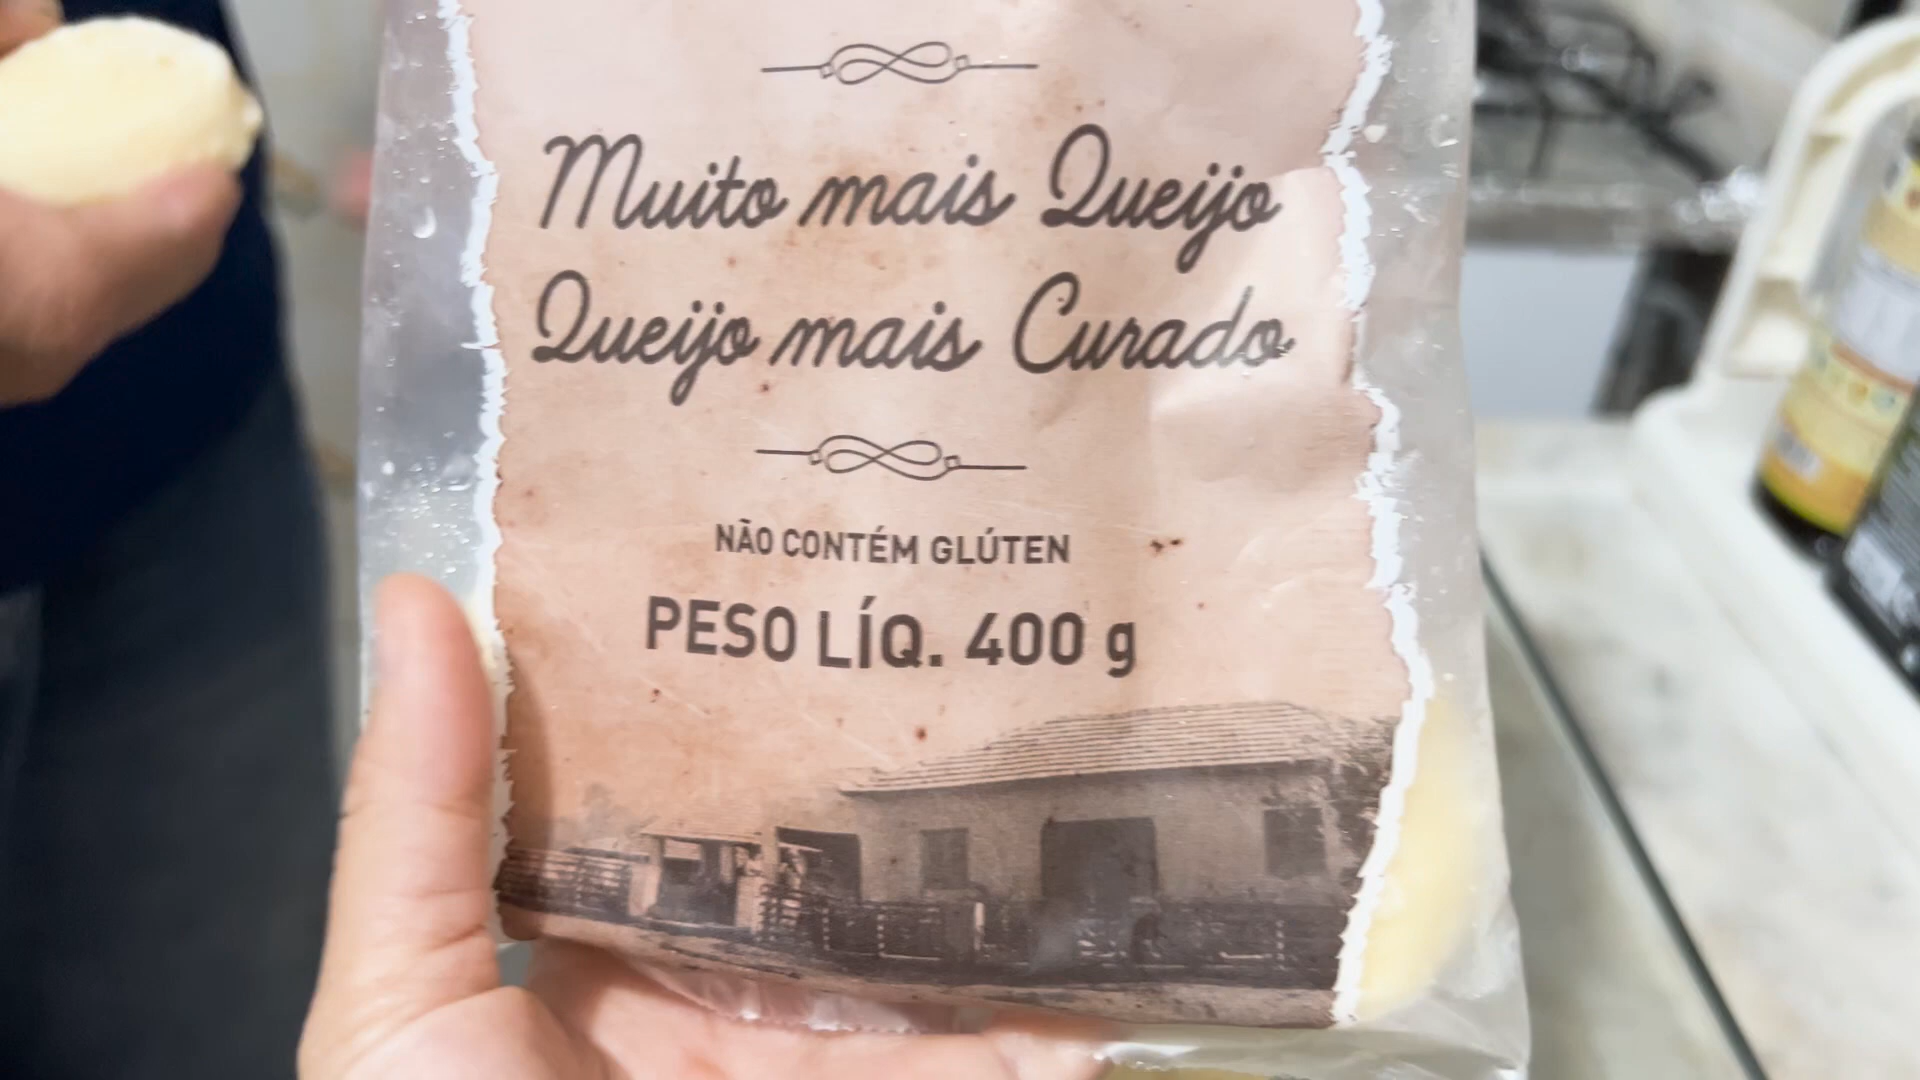 Muito mais Queijo
Queijo mais Curado
NÃO CONTÉM GLÚTEN
PESO LÍQ. 400 g